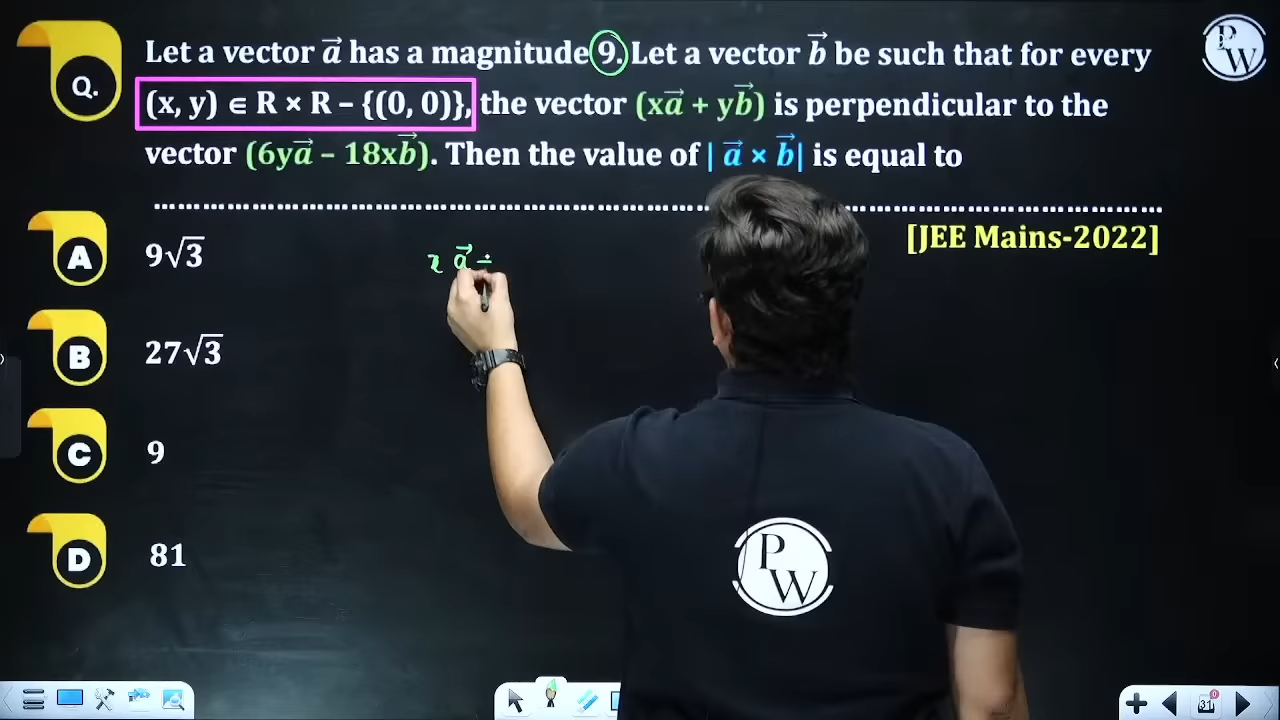 Q.
Let a vector a⃗ has a magnitude 9. Let a vector b⃗ be such that for every
(x, y) ∈ R × R – {(0, 0)}, the vector (xa⃗ + yb⃗) is perpendicular to the
vector (6ya⃗ – 18xb⃗). Then the value of | a⃗ × b⃗| is equal to
[JEE Mains-2022]
A 9√3
x a⃗
B 27√3
C 9
D 81
PW
PW
31